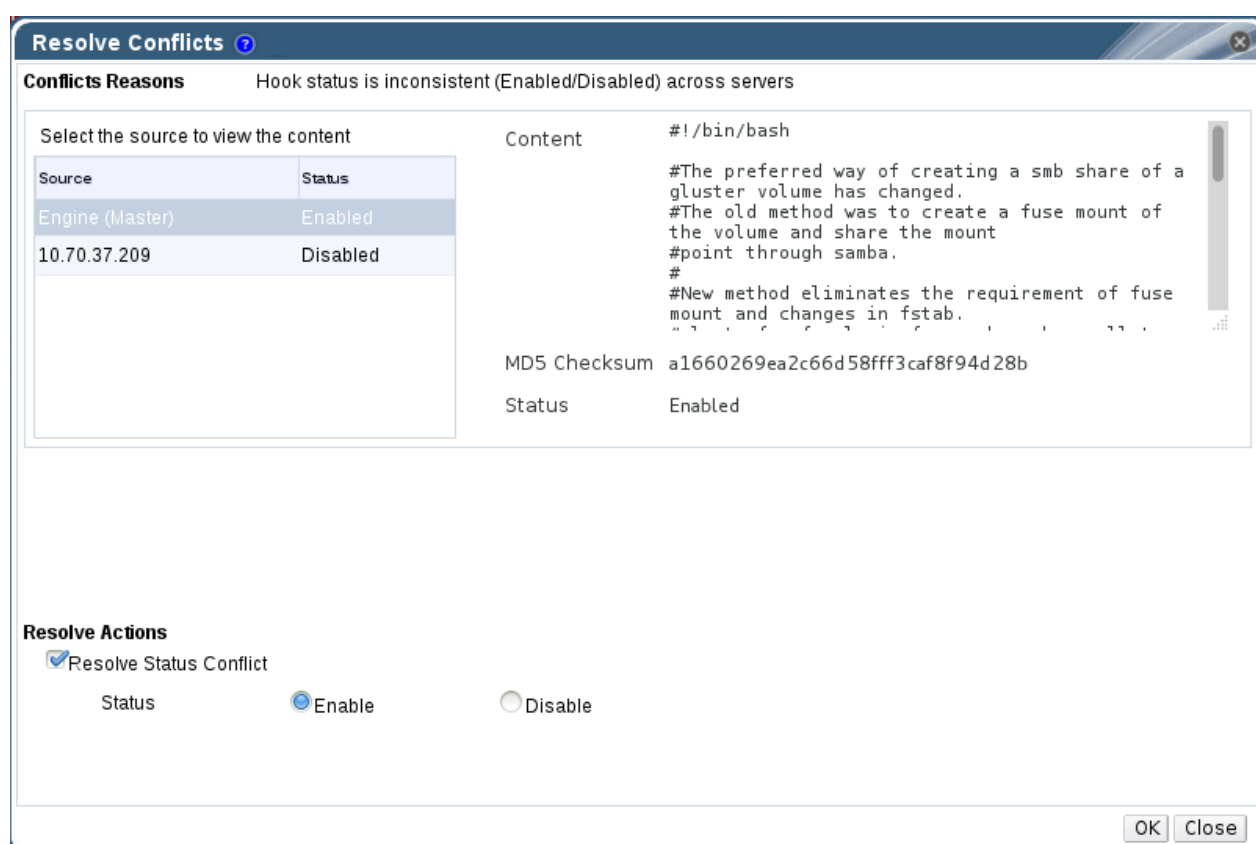 Resolve Conflicts ?
Conflicts Reasons Hook status is inconsistent (Enabled/Disabled) across servers
Select the source to view the content
Source Status
Engine (Master) Enabled
10.70.37.209 Disabled
Content
#!/bin/bash
#The preferred way of creating a smb share of a
gluster volume has changed.
#The old method was to create a fuse mount of
the volume and share the mount
#point through samba.
#
#New method eliminates the requirement of fuse
mount and changes in fstab.
MD5 Checksum a1660269ea2c66d58fff3caf8f94d28b
Status Enabled
Resolve Actions
Resolve Status Conflict
Status Enable Disable
OK Close